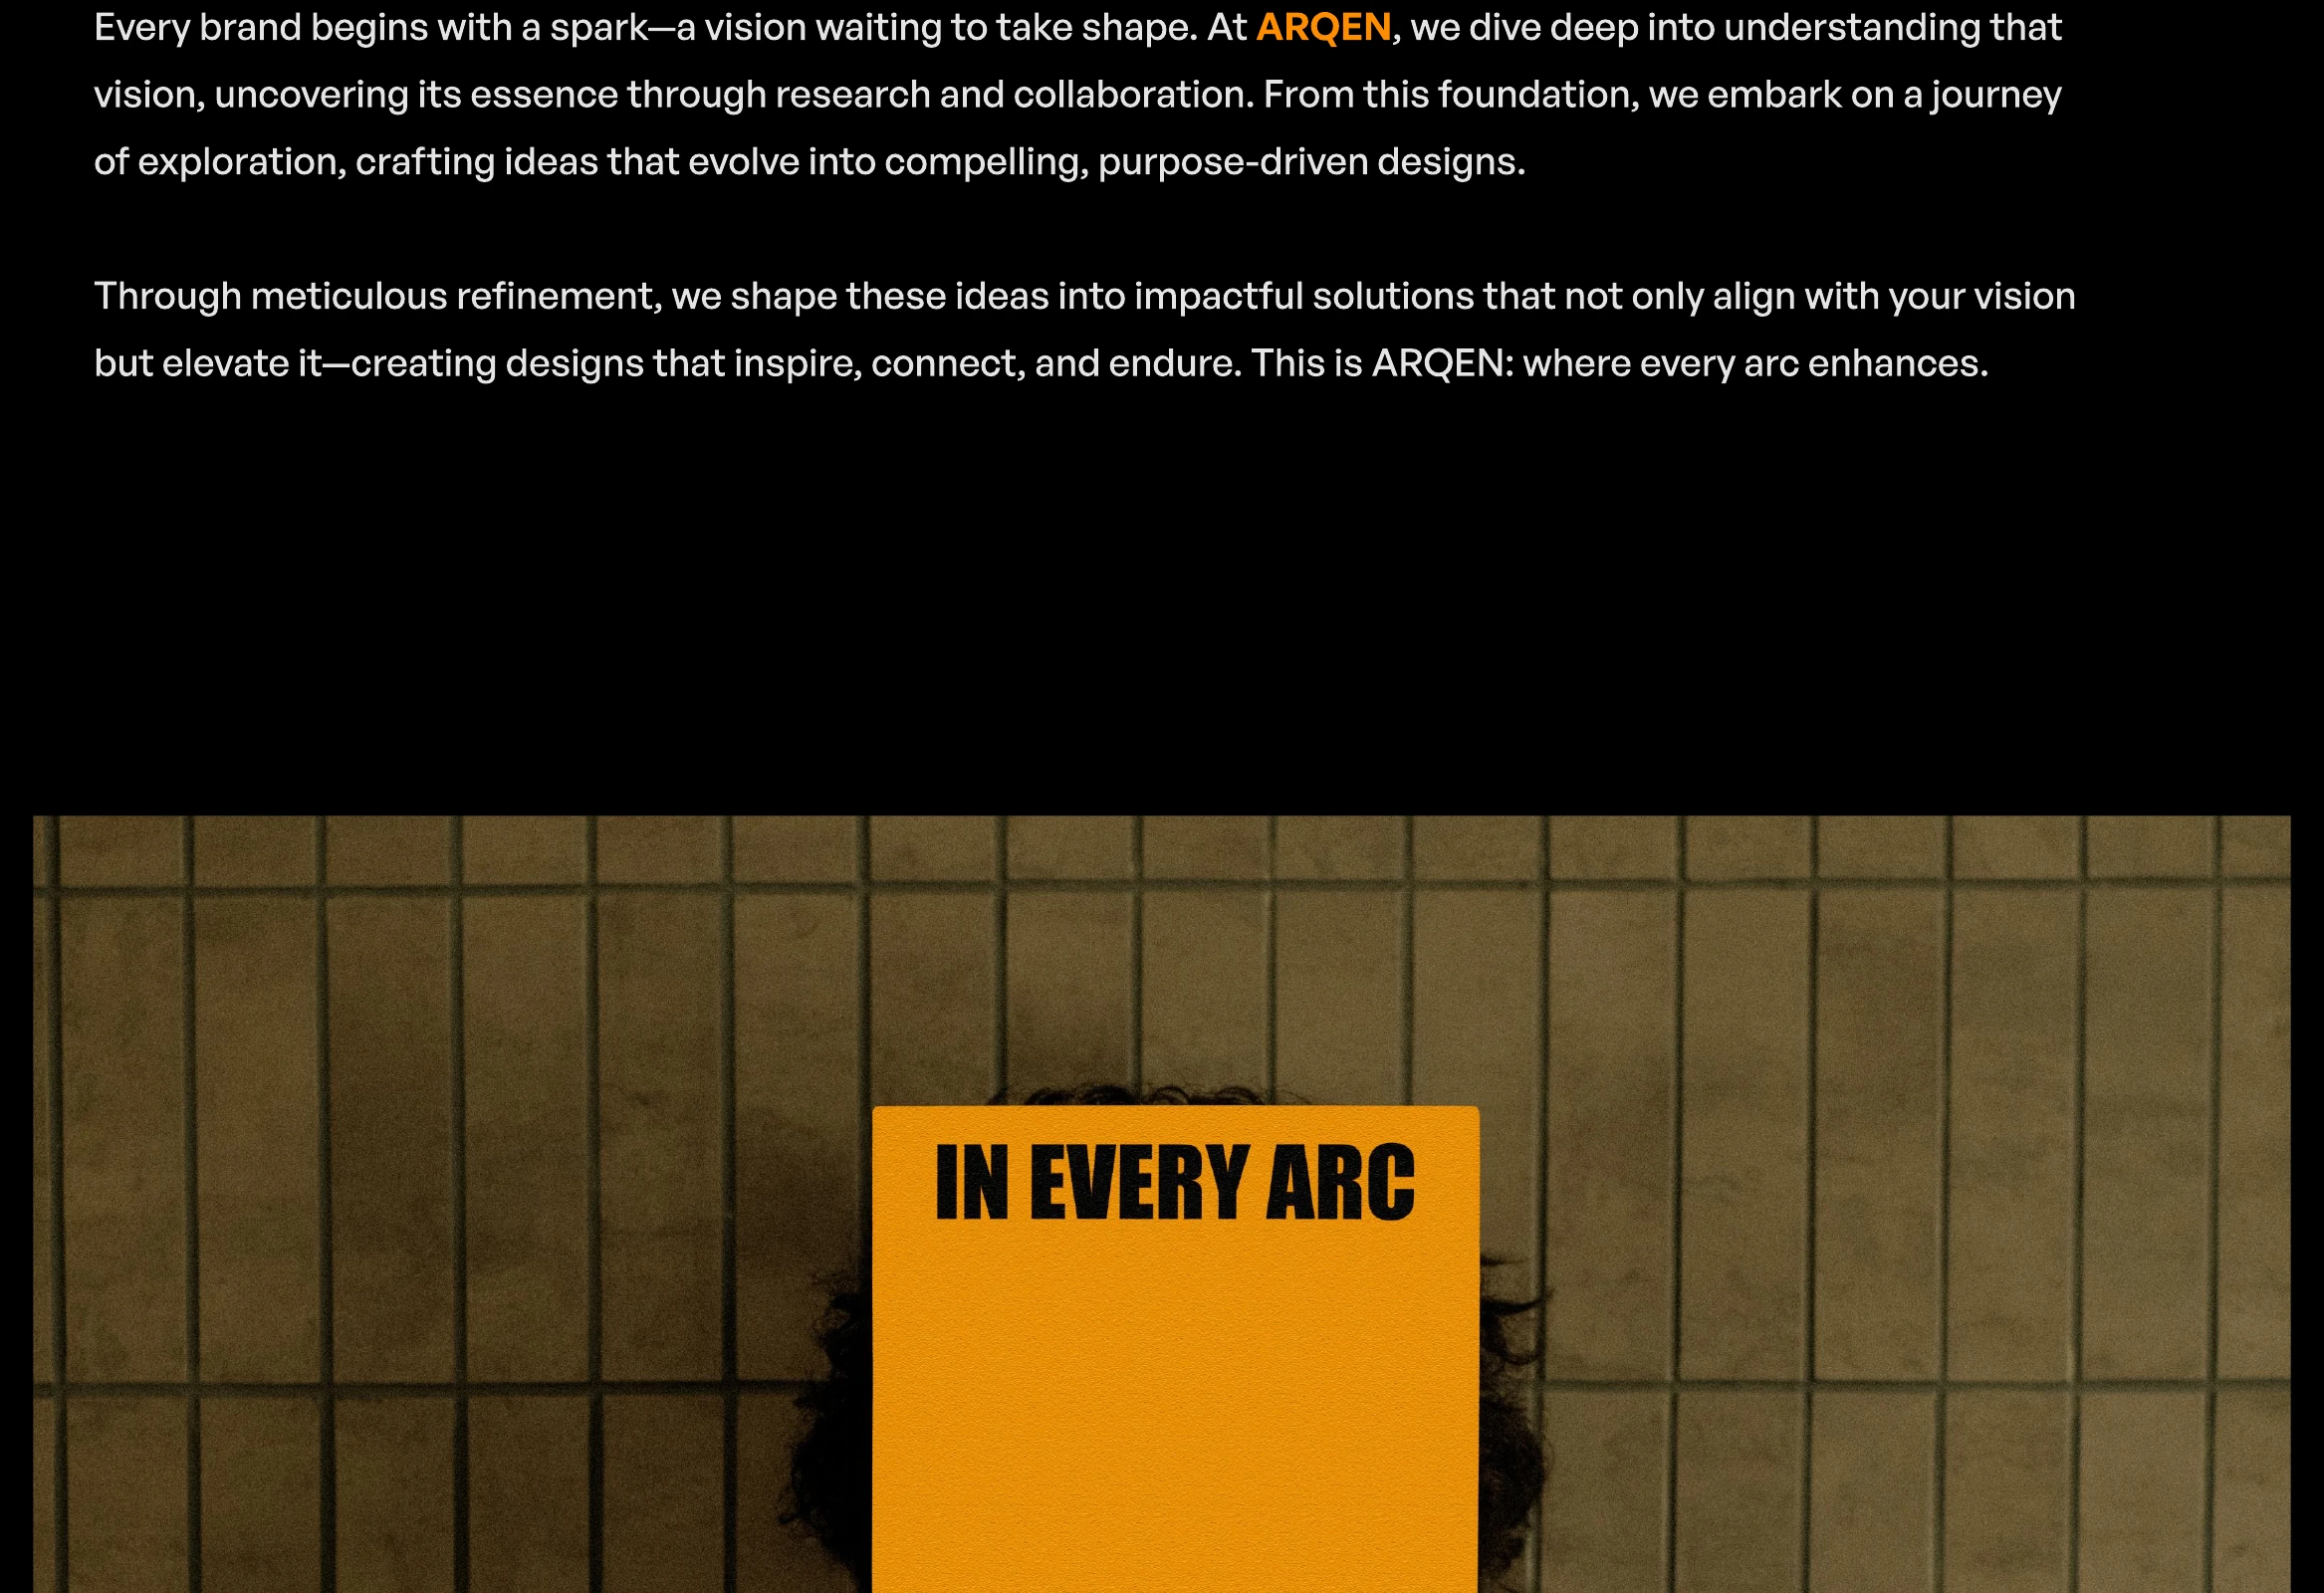 Every brand begins with a spark—a vision waiting to take shape. At ARQEN, we dive deep into understanding that
vision, uncovering its essence through research and collaboration. From this foundation, we embark on a journey
of exploration, crafting ideas that evolve into compelling, purpose-driven designs.
Through meticulous refinement, we shape these ideas into impactful solutions that not only align with your vision
but elevate it—creating designs that inspire, connect, and endure. This is ARQEN: where every arc enhances.
IN EVERY ARC